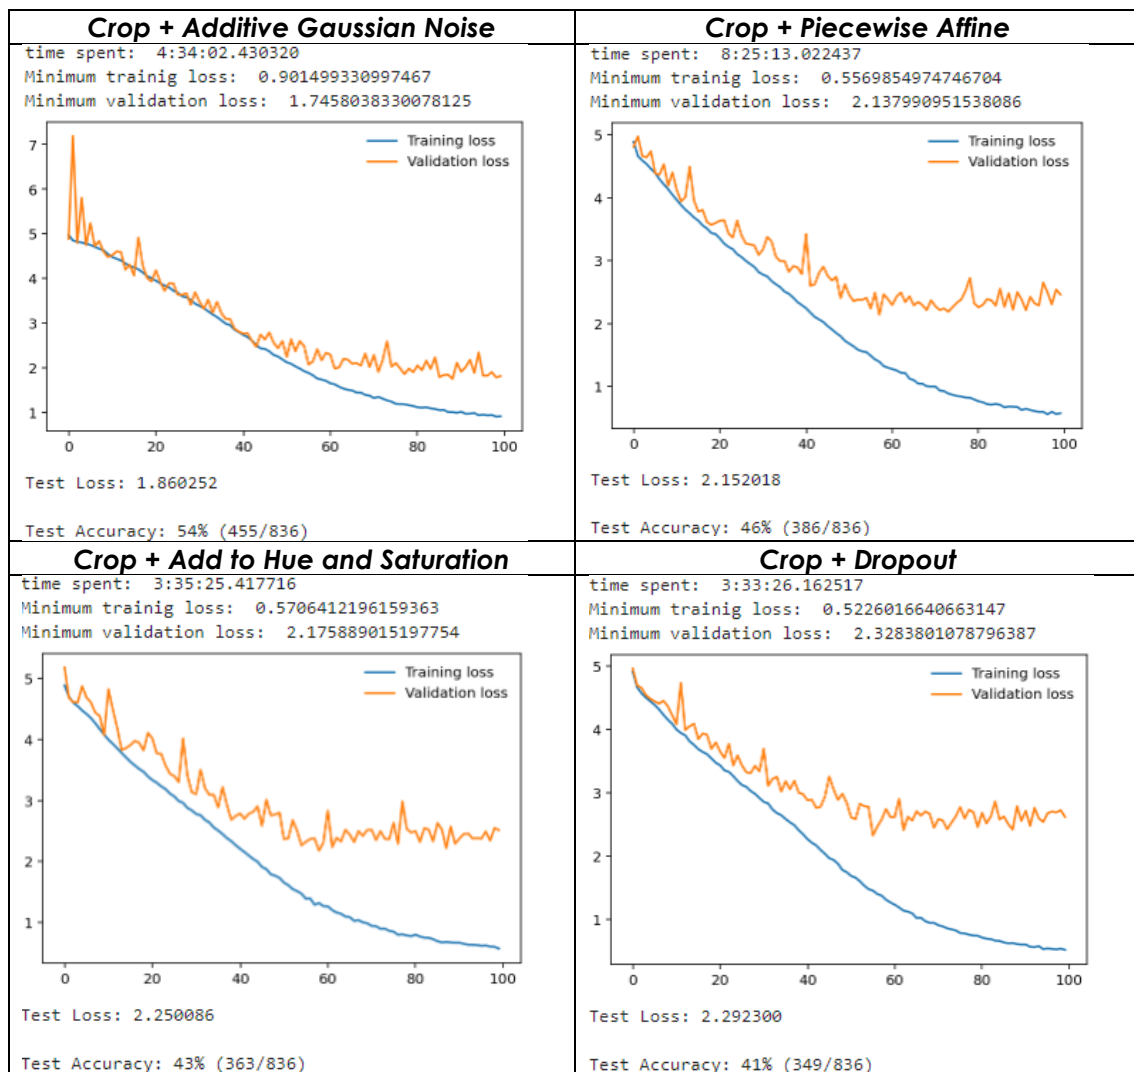 Crop + Additive Gaussian Noise
time spent:  4:34:02.430320
Minimum trainig loss:  0.901499330997467
Minimum validation loss:  1.7458038330078125
Training loss
Validation loss
7
6
5
4
3
2
1
0 20 40 60 80 100
Test Loss: 1.860252
Test Accuracy: 54% (455/836)
Crop + Piecewise Affine
time spent:  8:25:13.022437
Minimum trainig loss:  0.5569854974746704
Minimum validation loss:  2.137990951538086
Training loss
Validation loss
5
4
3
2
1
0 20 40 60 80 100
Test Loss: 2.152018
Test Accuracy: 46% (386/836)
Crop + Add to Hue and Saturation
time spent:  3:35:25.417716
Minimum trainig loss:  0.5706412196159363
Minimum validation loss:  2.175889015197754
Training loss
Validation loss
5
4
3
2
1
0 20 40 60 80 100
Test Loss: 2.250086
Test Accuracy: 43% (363/836)
Crop + Dropout
time spent:  3:33:26.162517
Minimum trainig loss:  0.5226016640663147
Minimum validation loss:  2.3283801078796387
Training loss
Validation loss
5
4
3
2
1
0 20 40 60 80 100
Test Loss: 2.292300
Test Accuracy: 41% (349/836)